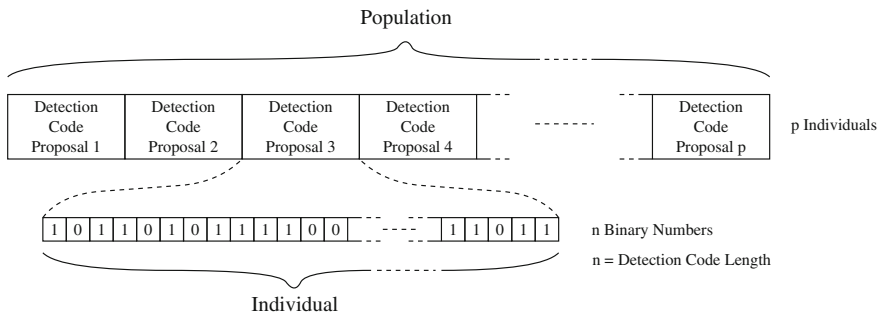 Population
Detection Code Proposal 1
Detection Code Proposal 2
Detection Code Proposal 3
Detection Code Proposal 4
Detection Code Proposal p
p Individuals
1 0 1 1 0 1 0 1 1 1 1 0 0
1 1 0 1 1
n Binary Numbers
n = Detection Code Length
Individual